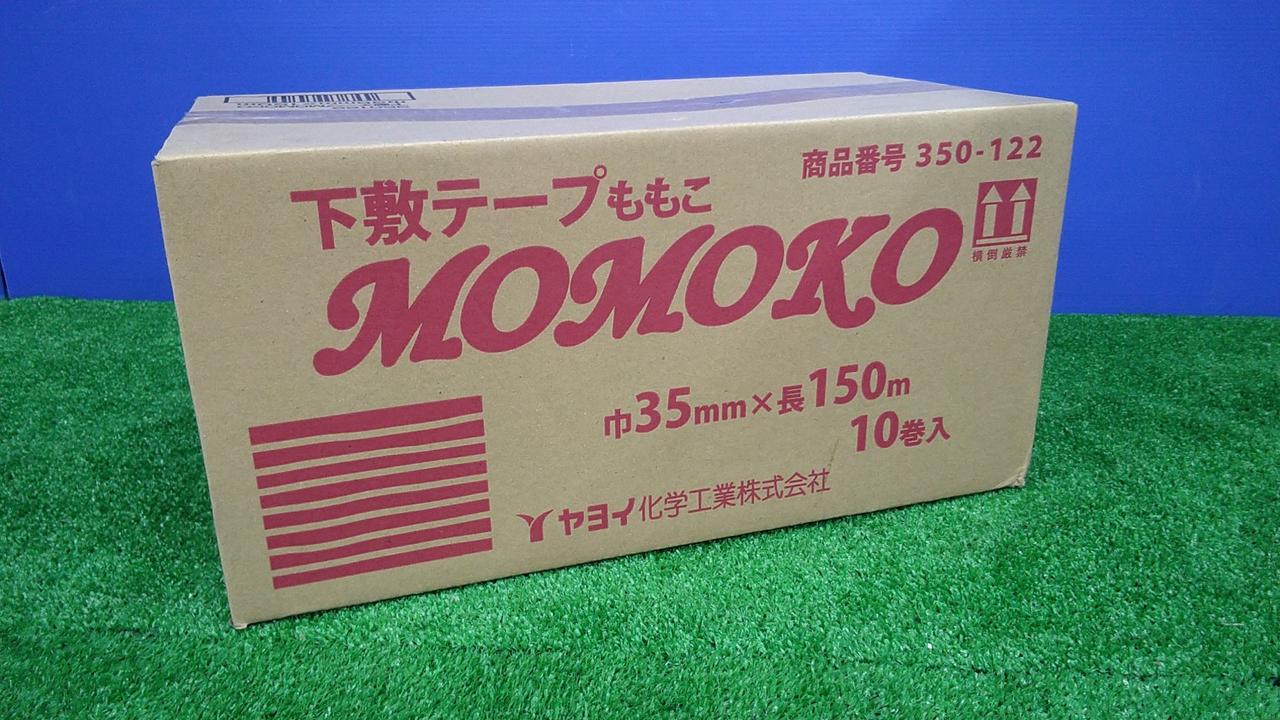 商品番号 350-122
下敷テープももこ
MOMOKO
横倒厳禁
巾35mm×長150m
10巻入
ヤヨイ化学工業株式会社